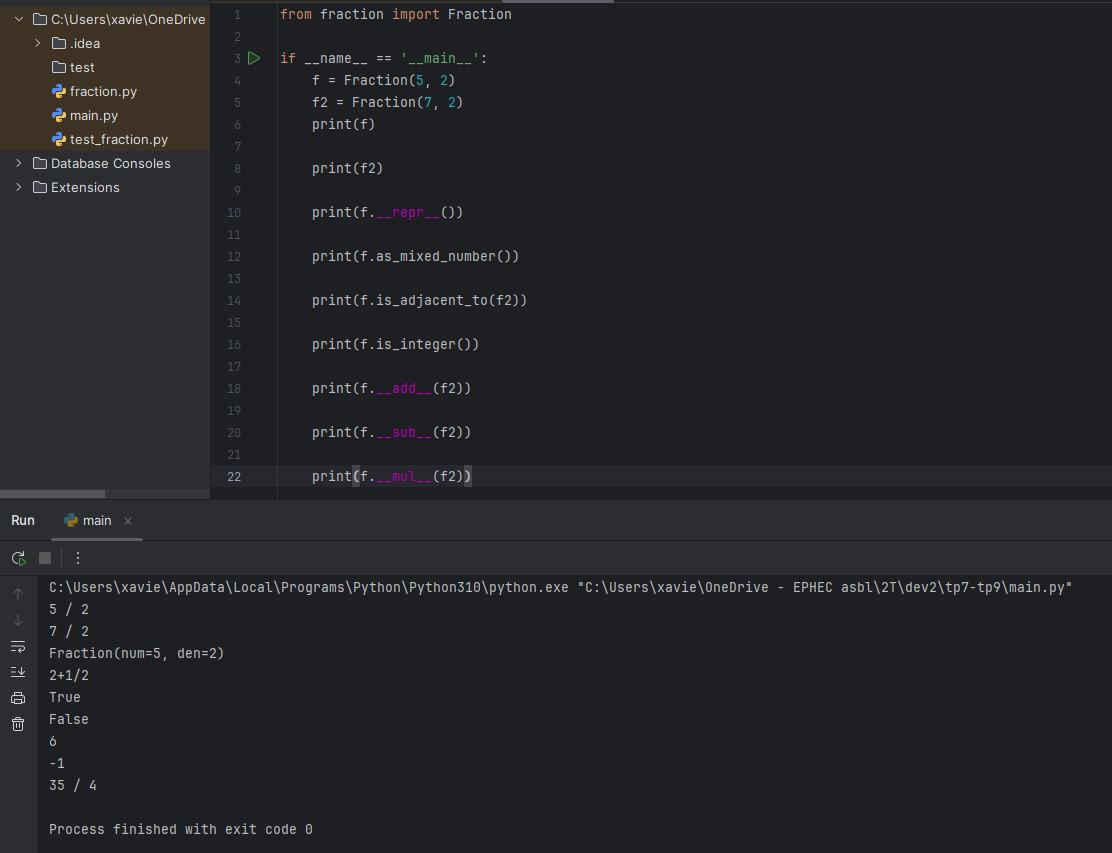 C:\Users\xavie\OneDrive
.idea
test
fraction.py
main.py
test_fraction.py
Database Consoles
Extensions
1 from fraction import Fraction
2
3 if __name__ == '__main__':
4     f = Fraction(5, 2)
5     f2 = Fraction(7, 2)
6     print(f)
7
8     print(f2)
9
10     print(f.__repr__())
11
12     print(f.as_mixed_number())
13
14     print(f.is_adjacent_to(f2))
15
16     print(f.is_integer())
17
18     print(f.__add__(f2))
19
20     print(f.__sub__(f2))
21
22     print(f.__mul__(f2))
Run main
C:\Users\xavie\AppData\Local\Programs\Python\Python310\python.exe "C:\Users\xavie\OneDrive - EPHEC asbl\2T\dev2\tp7-tp9\main.py"
5 / 2
7 / 2
Fraction(num=5, den=2)
2+1/2
True
False
6
-1
35 / 4
Process finished with exit code 0